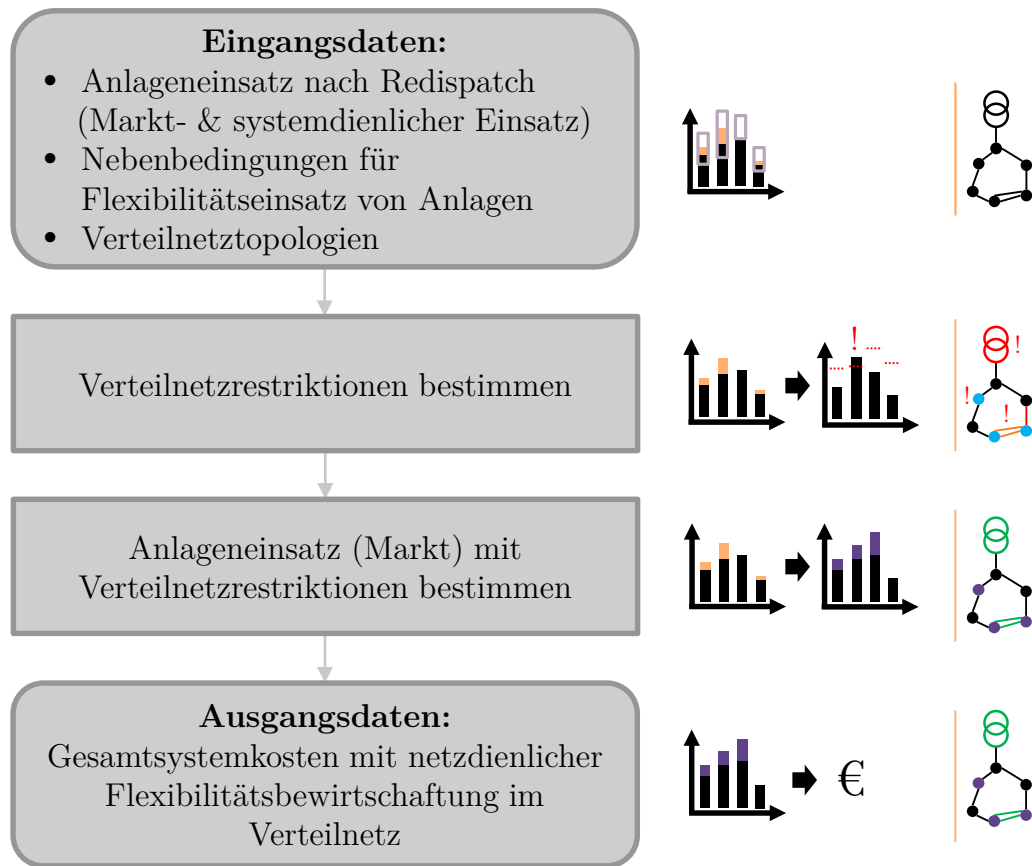 Eingangsdaten:
• Anlageneinsatz nach Redispatch
(Markt- & systemdienlicher Einsatz)
• Nebenbedingungen für
Flexibilitätseinsatz von Anlagen
• Verteilnetztopologien
Verteilnetzrestriktionen bestimmen
!
!
!
!
Anlageneinsatz (Markt) mit
Verteilnetzrestriktionen bestimmen
Ausgangsdaten:
Gesamtsystemkosten mit netzdienlicher
Flexibilitätsbewirtschaftung im
Verteilnetz
€